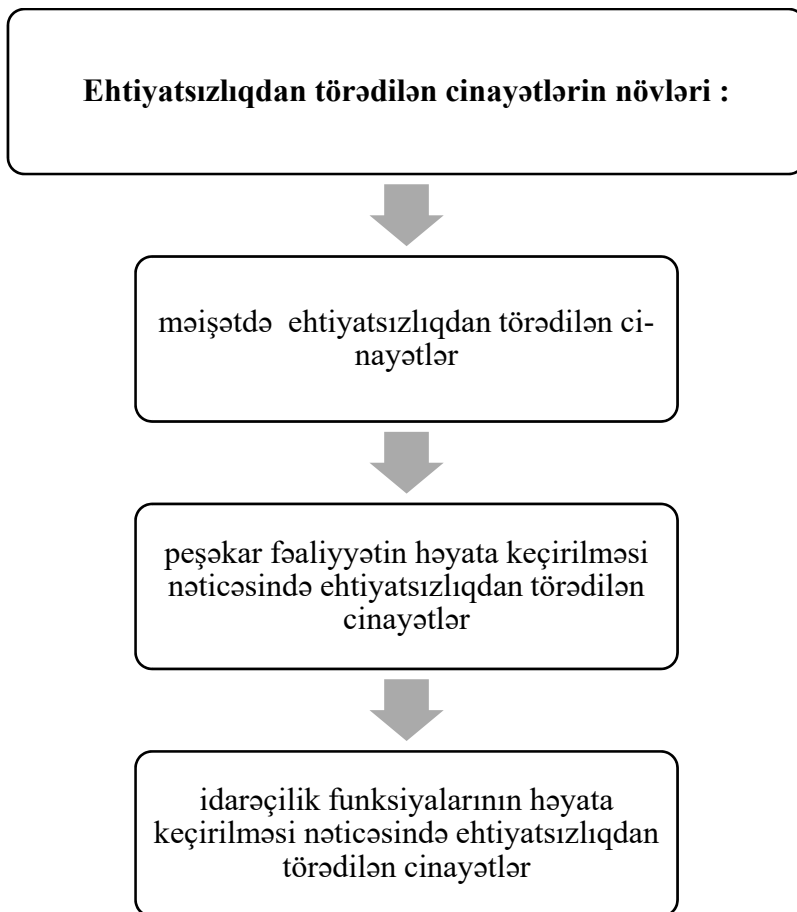 Ehtiyatsızlıqdan törədilən cinayətlərin növləri :
məişətdə  ehtiyatsızlıqdan törədilən ci-
nayətlər
peşəkar fəaliyyətin həyata keçirilməsi
nəticəsində ehtiyatsızlıqdan törədilən
cinayətlər
idarəçilik funksiyalarının həyata
keçirilməsi nəticəsində ehtiyatsızlıqdan
törədilən cinayətlər